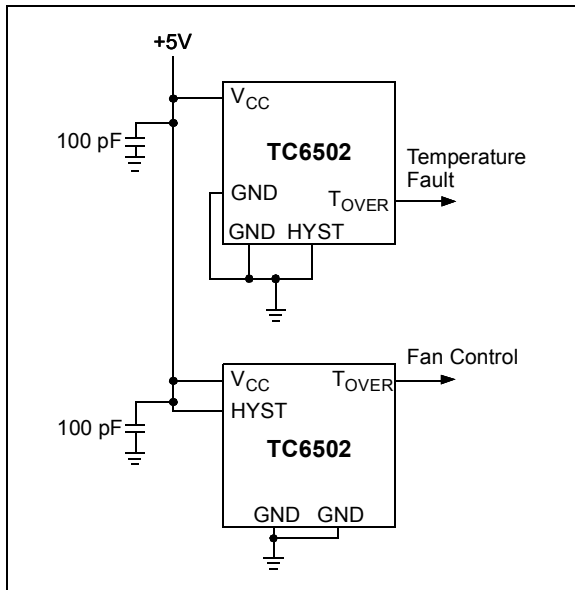 +5V
100 pF
VCC
TC6502
Temperature
Fault
GND
TOVER
GND HYST
Fan Control
VCC
TOVER
HYST
100 pF
TC6502
GND GND